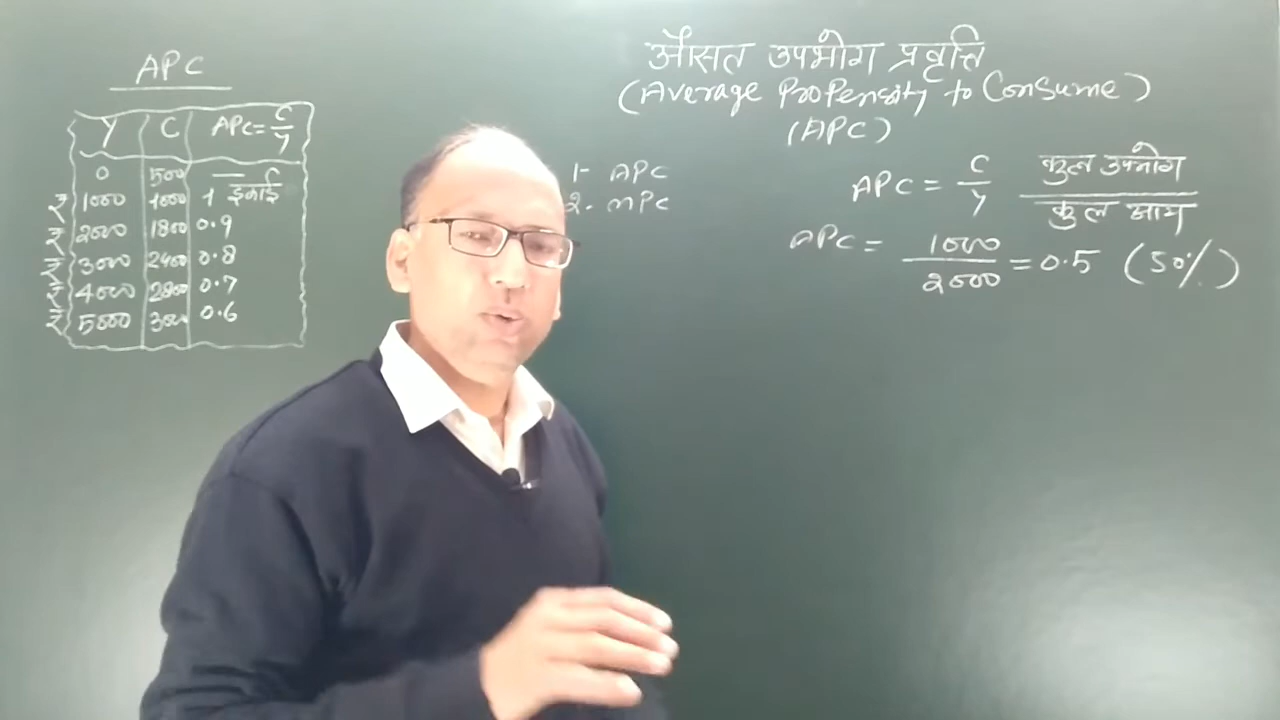 APC
Y C APC = C/Y
0 500 —
₹ 1000 1000 1 इकाई
₹ 2000 1800 0.9
₹ 3000 2400 0.8
₹ 4000 2800 0.7
₹ 5000 3000 0.6
औसत उपभोग प्रवृत्ति
(Average Propensity to Consume)
(APC)
1- APC
2. MPC
APC = C/Y कुल उपभोग / कुल आय
APC = 1000/2000 = 0.5 (50%)